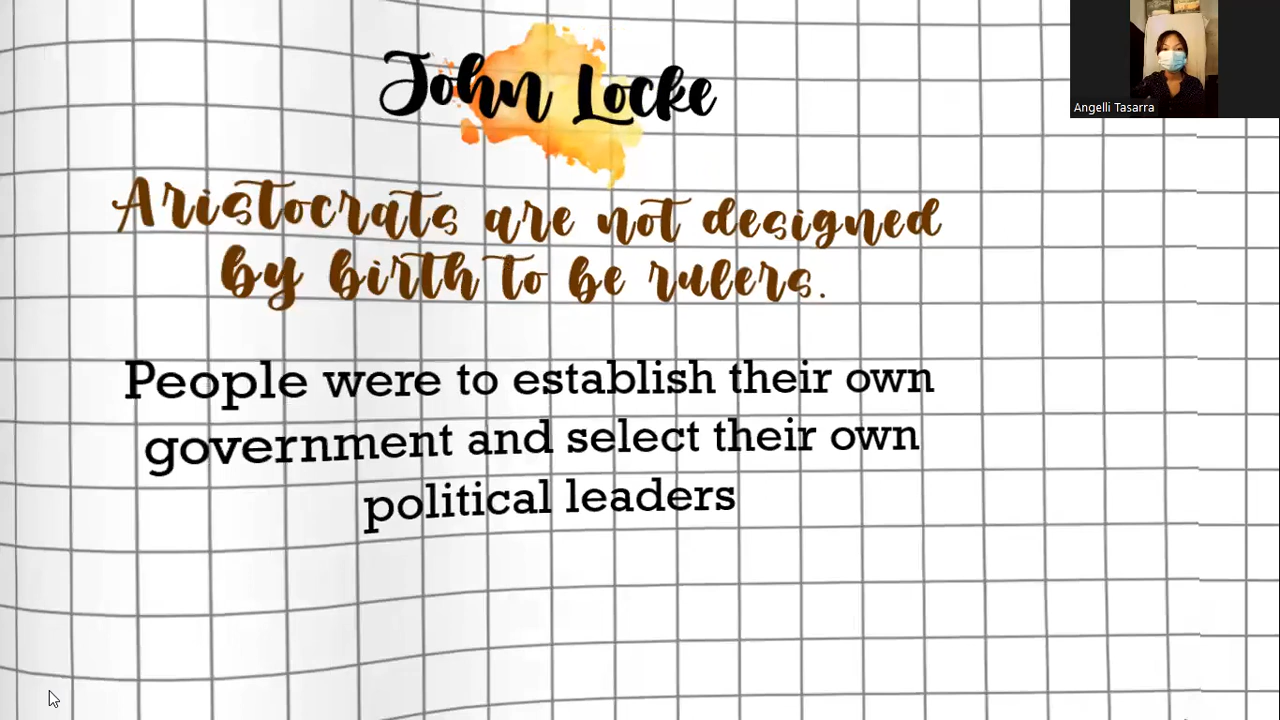 John Locke
Angelli Tasarra
Aristocrats are not designed
by birth to be rulers.
People were to establish their own
government and select their own
political leaders